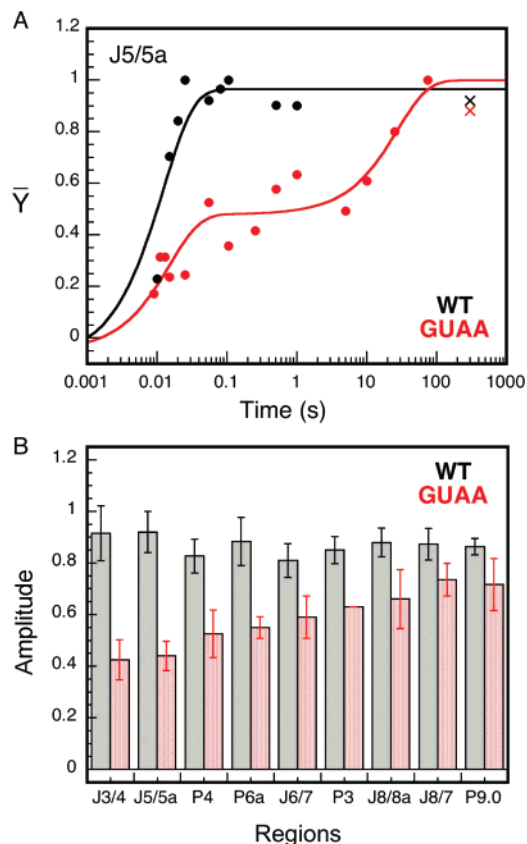 A
J5/5a
1.2
1
0.8
0.6
0.4
0.2
0
Y̅
WT
GUAA
0.001 0.01 0.1 1 10 100 1000
Time (s)
B
WT
GUAA
1.2
1
0.8
0.6
0.4
0.2
0
Amplitude
J3/4 J5/5a P4 P6a J6/7 P3 J8/8a J8/7 P9.0
Regions